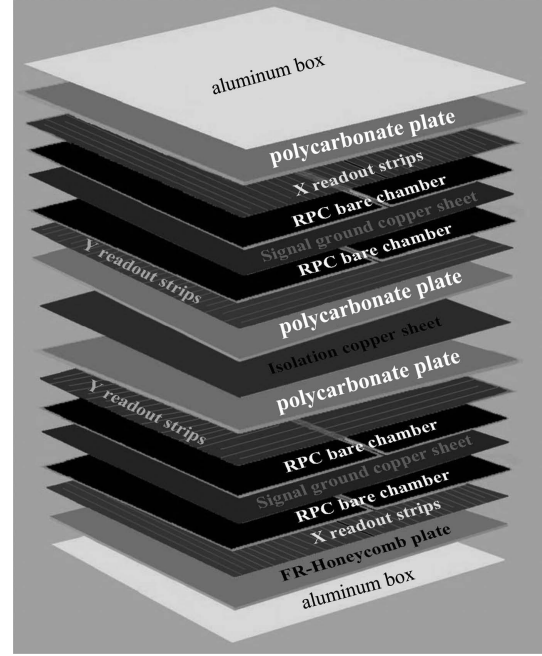 aluminum box
polycarbonate plate
X readout strips
RPC bare chamber
Signal ground copper sheet
RPC bare chamber
Y readout strips
polycarbonate plate
Isolation copper sheet
polycarbonate plate
Y readout strips
RPC bare chamber
Signal ground copper sheet
RPC bare chamber
X readout strips
FR-Honeycomb plate
aluminum box